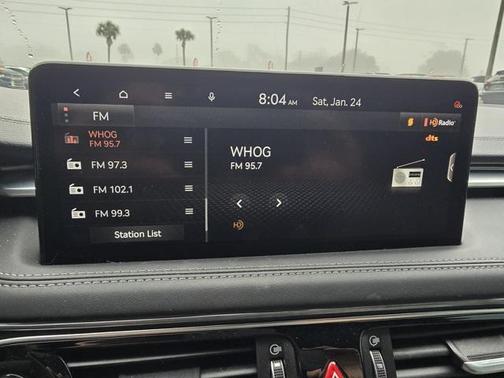 8:04 AM Sat, Jan. 24
FM
HD Radio
dts
WHOG
FM 95.7
FM 97.3
FM 102.1
FM 99.3
Station List
WHOG
FM 95.7
HD